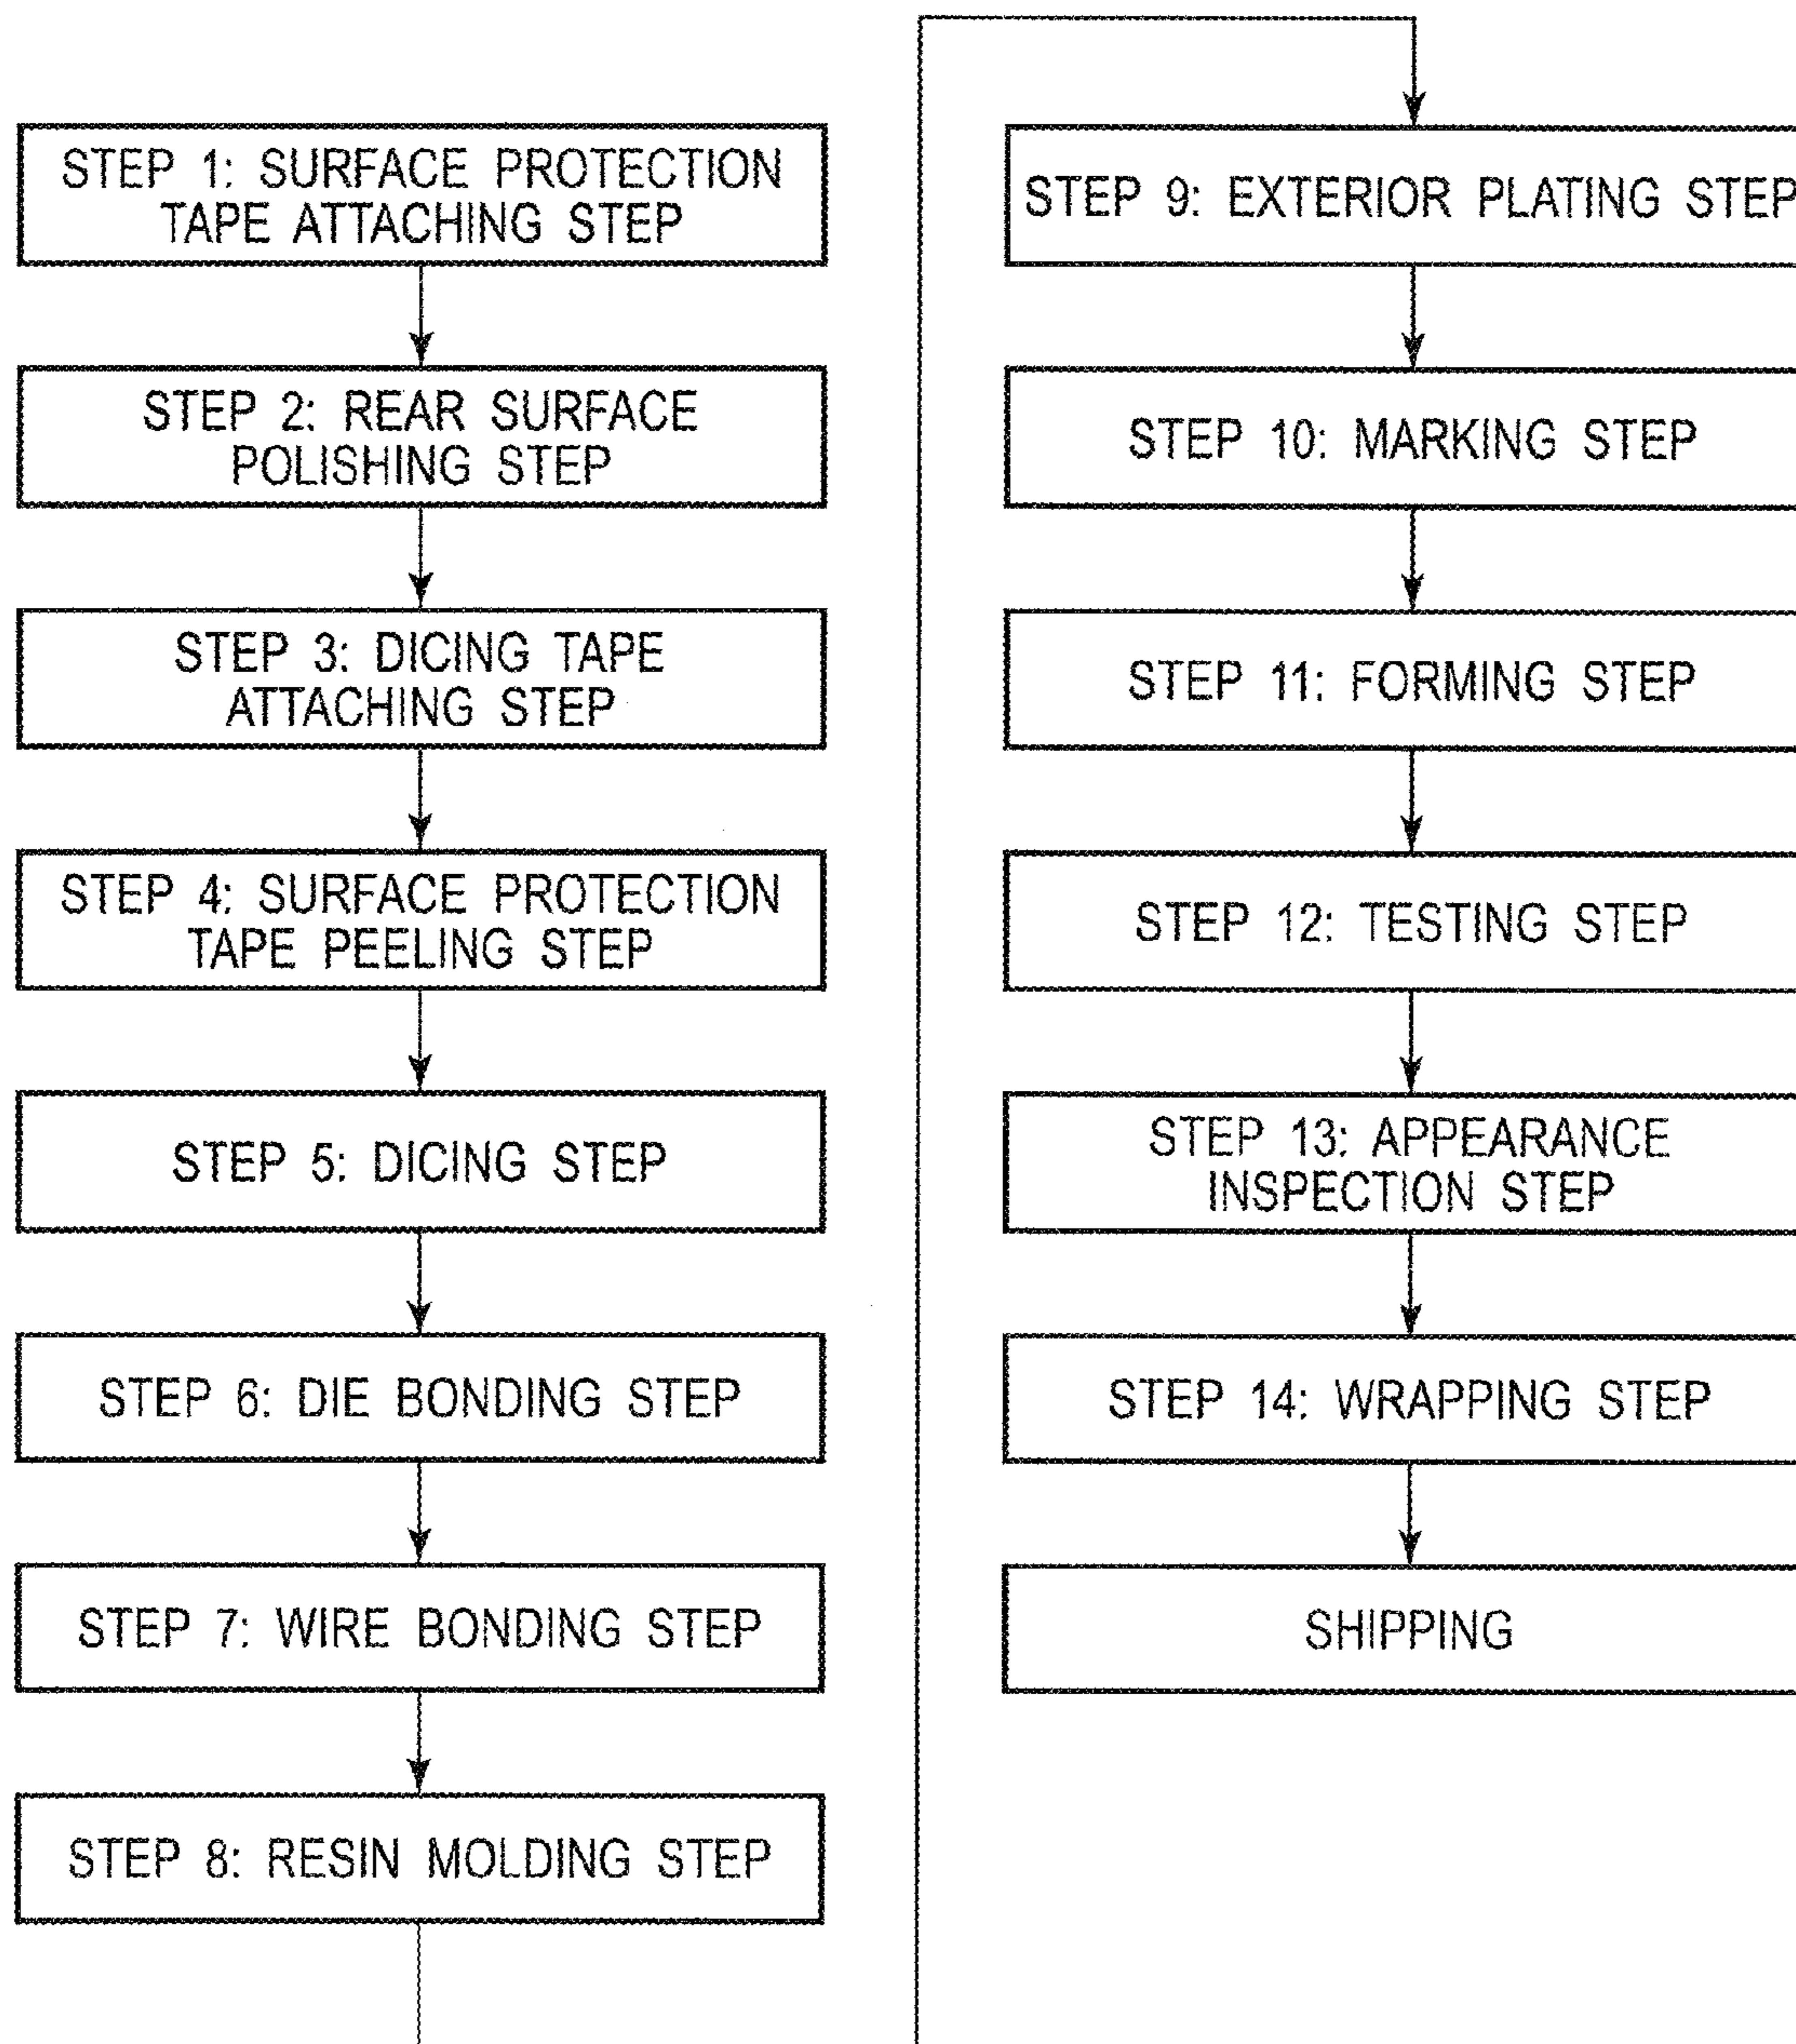 STEP 1: SURFACE PROTECTION
TAPE ATTACHING STEP
STEP 2: REAR SURFACE
POLISHING STEP
STEP 3: DICING TAPE
ATTACHING STEP
STEP 4: SURFACE PROTECTION
TAPE PEELING STEP
STEP 5: DICING STEP
STEP 6: DIE BONDING STEP
STEP 7: WIRE BONDING STEP
STEP 8: RESIN MOLDING STEP
STEP 9: EXTERIOR PLATING STEP
STEP 10: MARKING STEP
STEP 11: FORMING STEP
STEP 12: TESTING STEP
STEP 13: APPEARANCE
INSPECTION STEP
STEP 14: WRAPPING STEP
SHIPPING